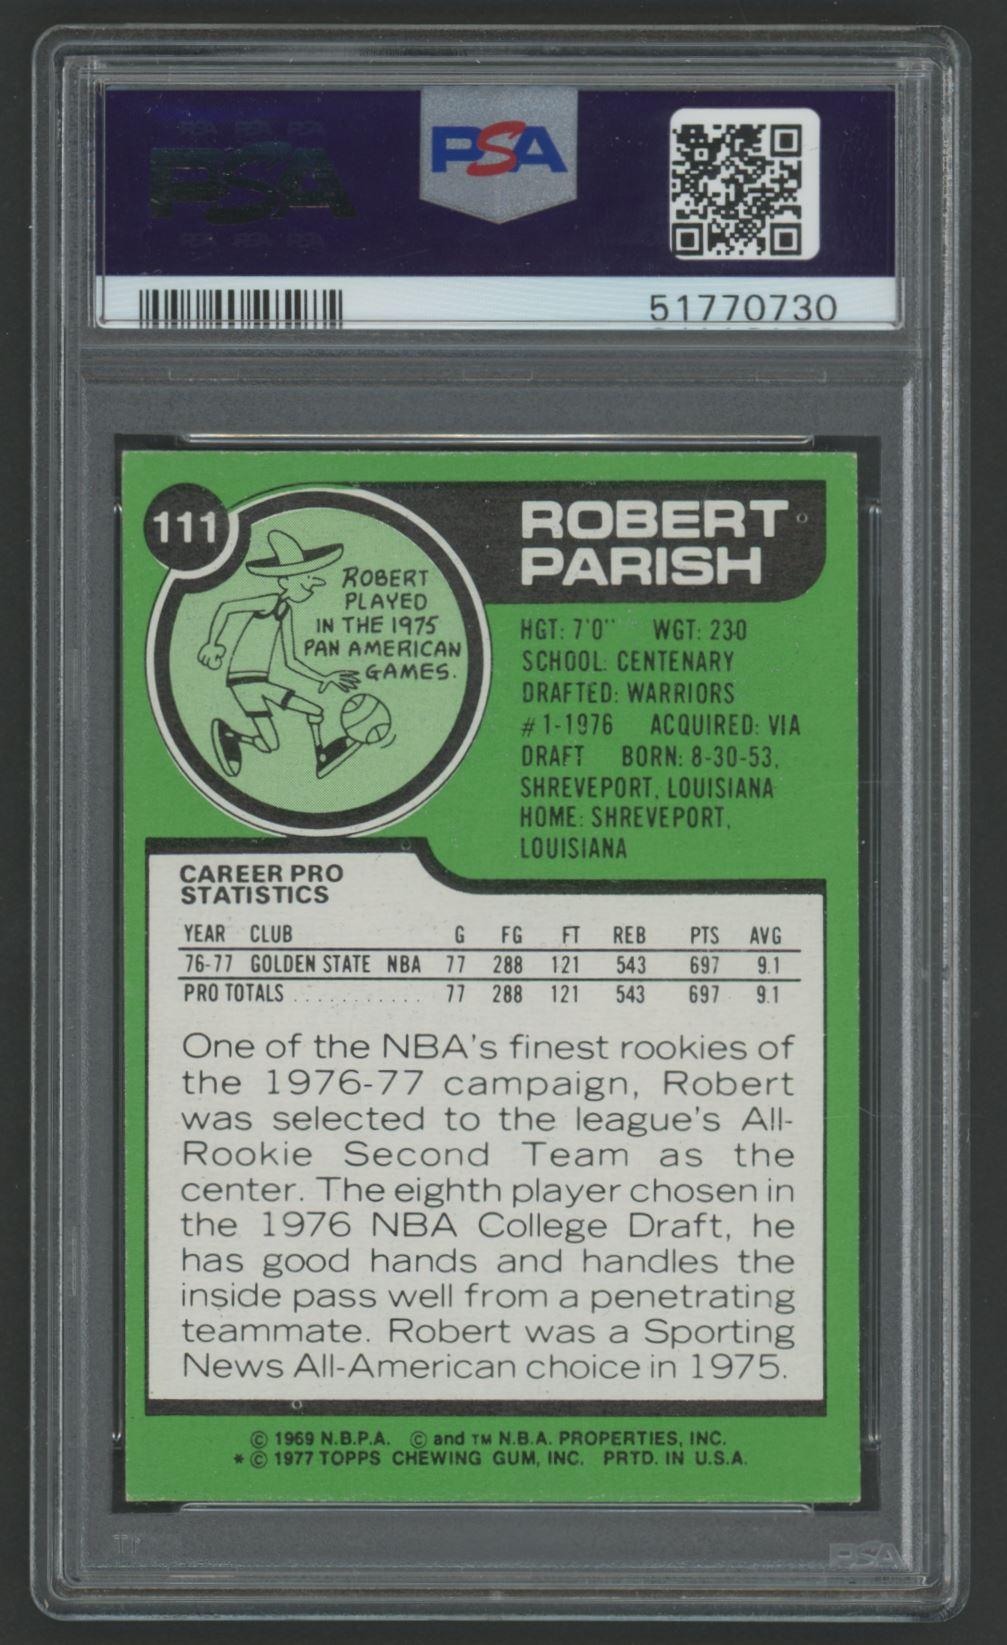 PSA PSA PSA
PSA
PSA
51770730
111
ROBERT
PARISH
ROBERT
PLAYED
IN THE 1975
PAN AMERICAN
GAMES.
HGT: 7'0" WGT: 230
SCHOOL: CENTENARY
DRAFTED: WARRIORS
#1-1976 ACQUIRED: VIA
DRAFT BORN: 8-30-53,
SHREVEPORT, LOUISIANA
HOME: SHREVEPORT,
LOUISIANA
CAREER PRO
STATISTICS
YEAR CLUB G FG FT REB PTS AVG
76-77 GOLDEN STATE NBA 77 288 121 543 697 9.1
PRO TOTALS ............ 77 288 121 543 697 9.1
One of the NBA's finest rookies of
the 1976-77 campaign, Robert
was selected to the league's All-
Rookie Second Team as the
center. The eighth player chosen in
the 1976 NBA College Draft, he
has good hands and handles the
inside pass well from a penetrating
teammate. Robert was a Sporting
News All-American choice in 1975.
© 1969 N.B.P.A. © and TM N.B.A. PROPERTIES, INC.
* © 1977 TOPPS CHEWING GUM, INC. PRTD. IN U.S.A.
PSA